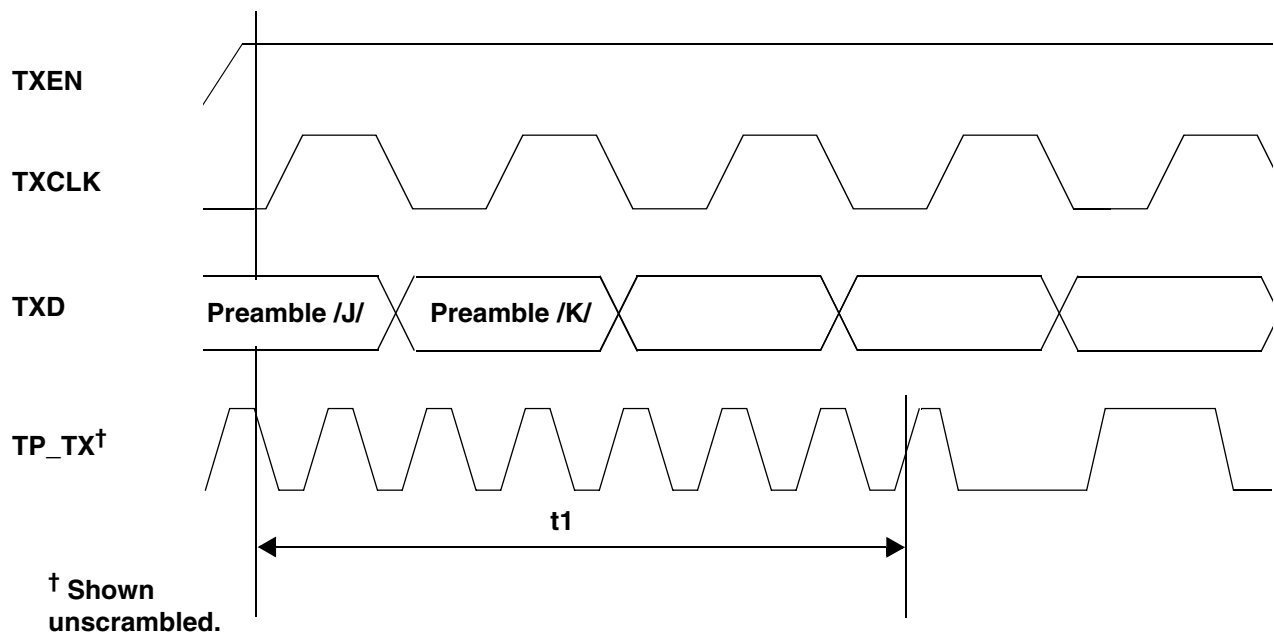 TXEN
TXCLK
TXD
Preamble /J/ Preamble /K/
TP_TX†
t1
† Shown
unscrambled.